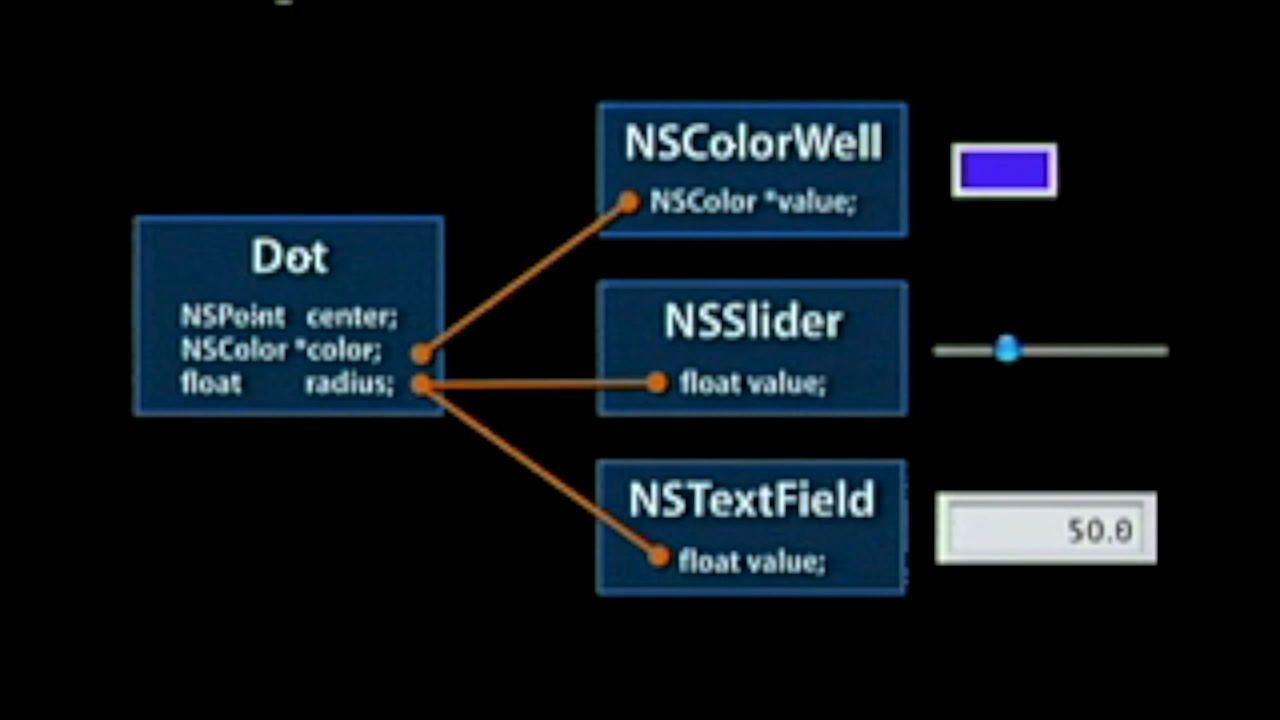 Dot
NSPoint center;
NSColor *color;
float radius;
NSColorWell
NSColor *value;
NSSlider
float value;
NSTextField
float value;
50.0